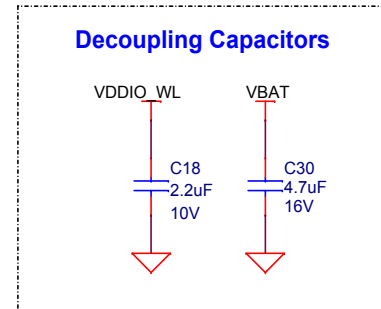 Decoupling Capacitors
VDDIO_WL
VBAT
C18
2.2uF
10V
C30
4.7uF
16V